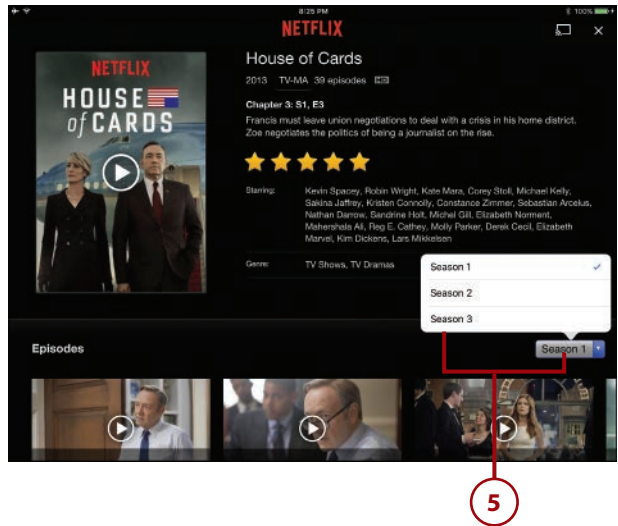 8:25 PM
100%
NETFLIX
NETFLIX
HOUSE
of CARDS
House of Cards
2013 TV-MA 39 episodes
Chapter 3: S1, E3
Francis must leave union negotiations to deal with a crisis in his home district.
Zoe negotiates the politics of being a journalist on the rise.
Starring: Kevin Spacey, Robin Wright, Kate Mara, Corey Stoll, Michael Kelly,
Sakina Jaffrey, Kristen Connolly, Constance Zimmer, Sebastian Arcelus,
Nathan Darrow, Sandrine Holt, Michel Gill, Elizabeth Norment,
Mahershala Ali, Reg E. Cathey, Molly Parker, Derek Cecil, Elizabeth
Marvel, Kim Dickens, Lars Mikkelsen
Genre: TV Shows, TV Dramas
Season 1
Season 2
Season 3
Episodes
Season 1
5